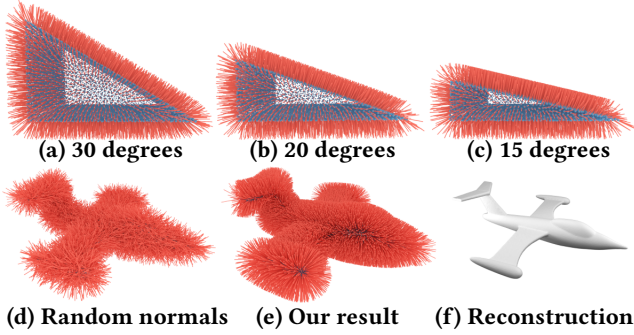 (a) 30 degrees (b) 20 degrees (c) 15 degrees
(d) Random normals (e) Our result (f) Reconstruction